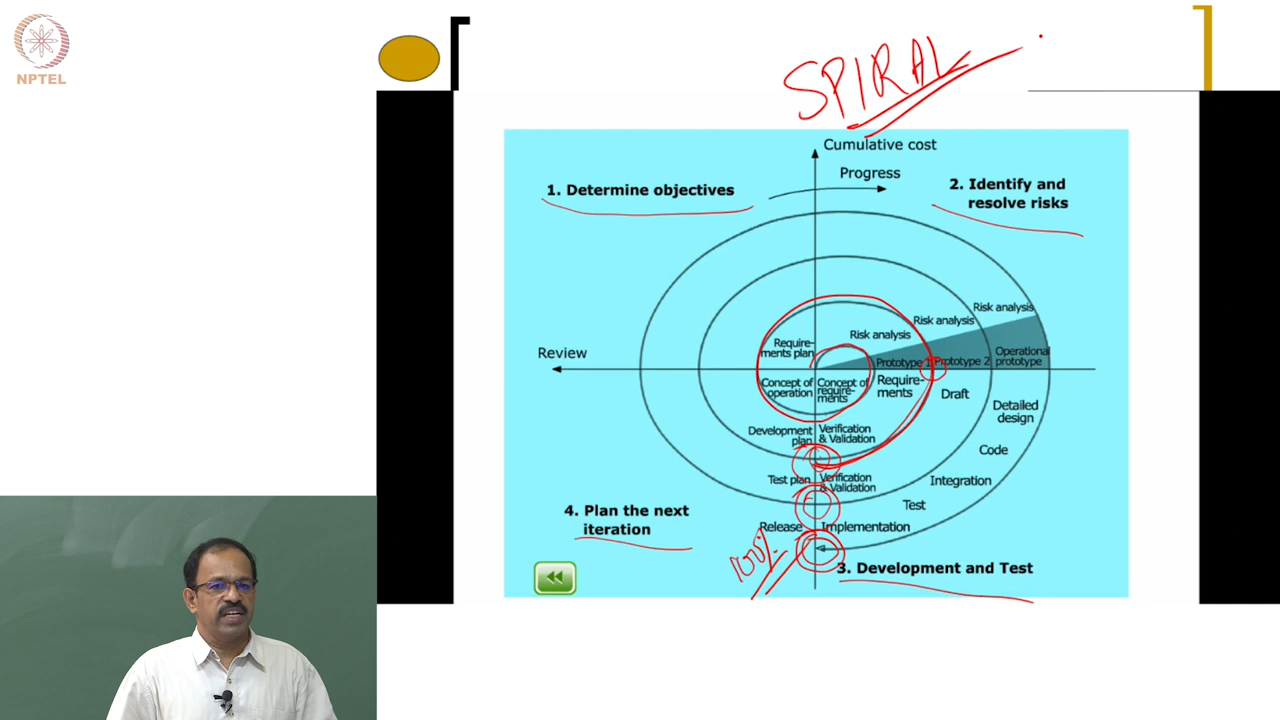 NPTEL
SPIRAL
Cumulative cost
Progress
1. Determine objectives
2. Identify and
resolve risks
Risk analysis
Risk analysis
Risk analysis
Require-
ments plan
Review
Prototype 1
Prototype 2
Operational
prototype
Concept of
operation
Concept of
require-
ments
Require-
ments
Draft
Detailed
design
Development
plan
Verification
& Validation
Code
Test plan
Verification
& Validation
Integration
Test
4. Plan the next
iteration
Release
Implementation
100%
3. Development and Test